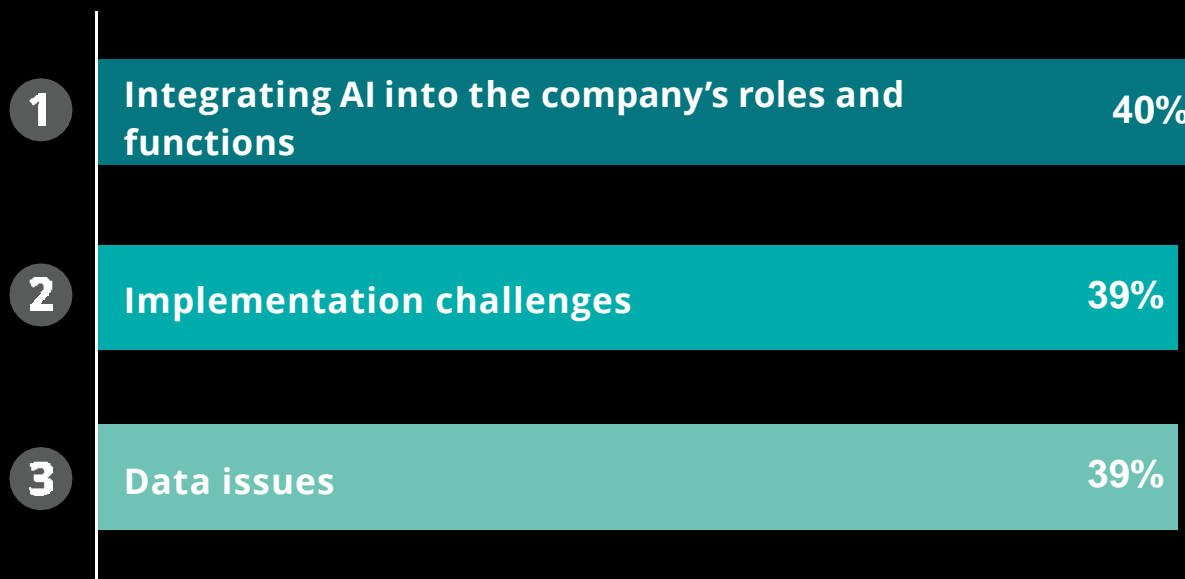 1
Integrating AI into the company’s roles and
functions
40%
2
Implementation challenges
39%
3
Data issues
39%